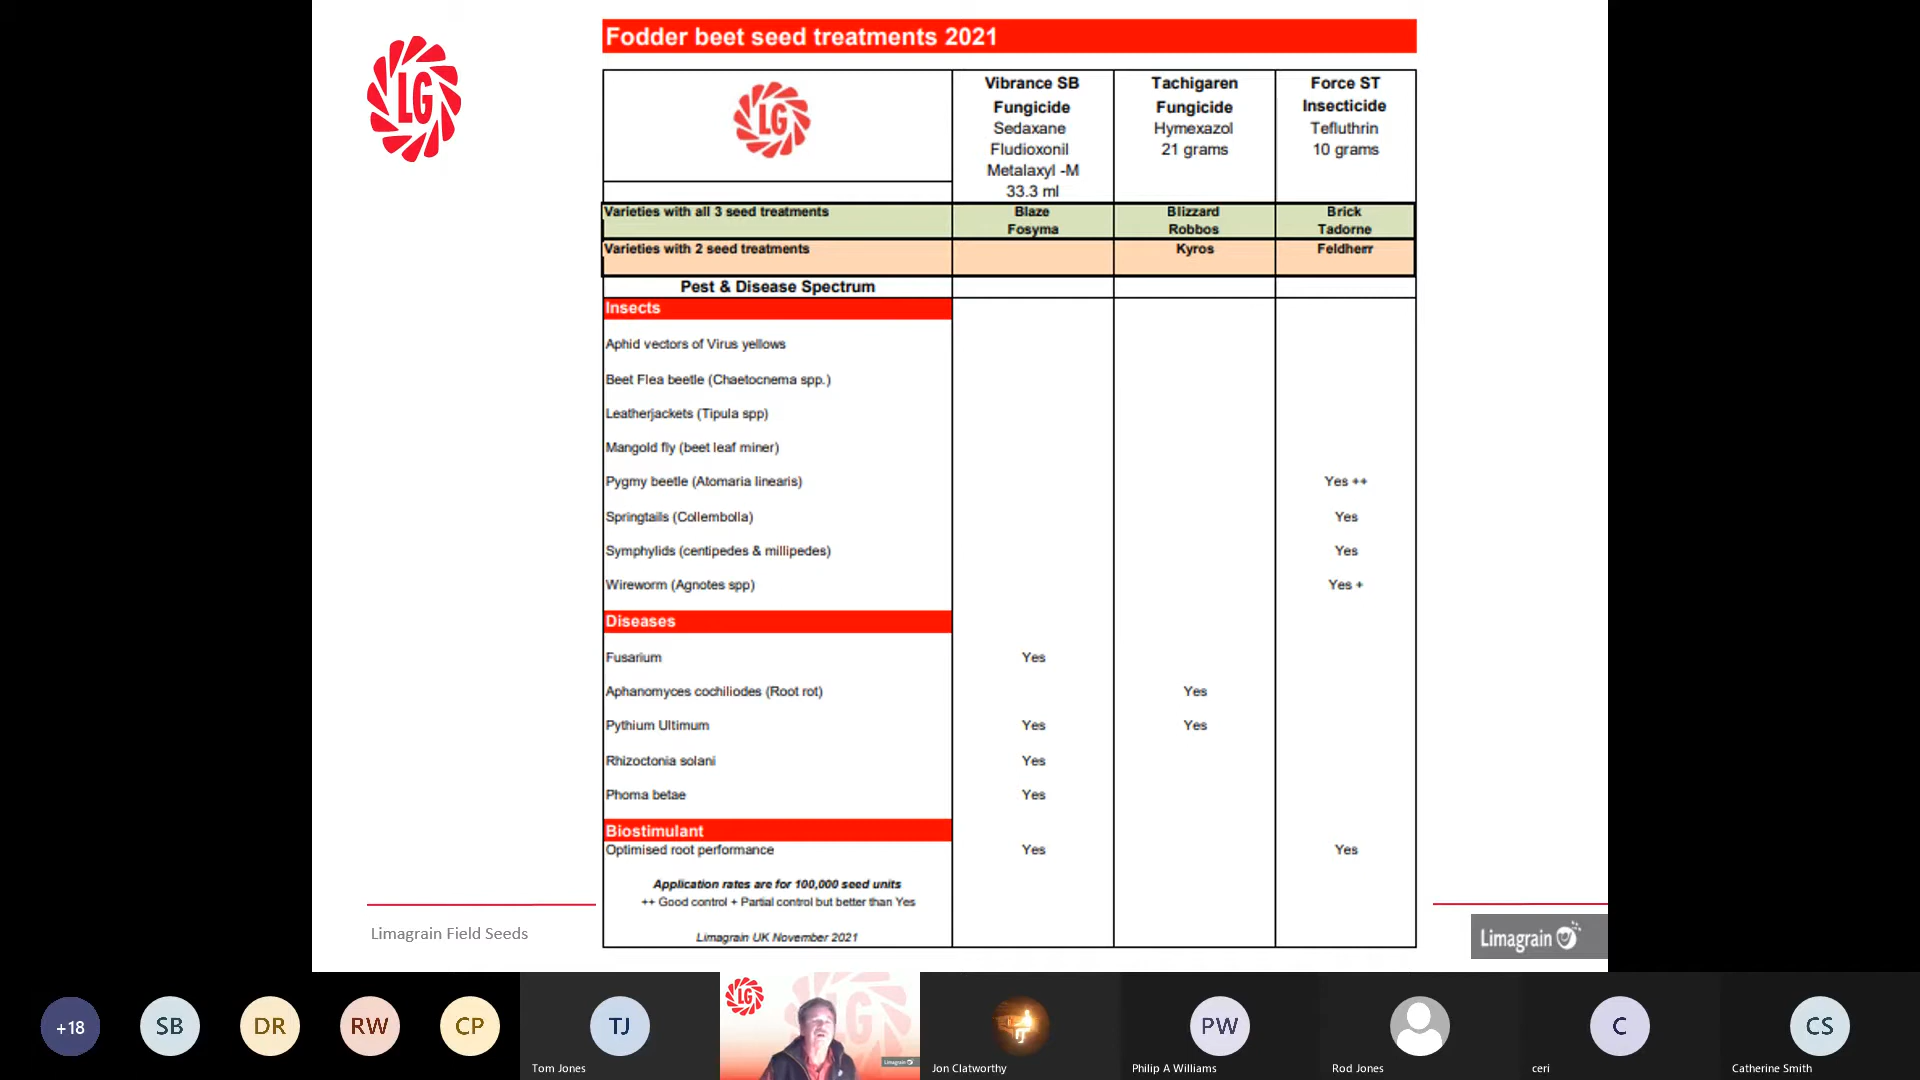 LG
Fodder beet seed treatments 2021
LG
Vibrance SB
Fungicide
Sedaxane
Fludioxonil
Metalaxyl -M
33.3 ml
Tachigaren
Fungicide
Hymexazol
21 grams
Force ST
Insecticide
Tefluthrin
10 grams
Varieties with all 3 seed treatments Blaze Blizzard Brick
Fosyma Robbos Tadorne
Varieties with 2 seed treatments Kyros Feldherr
Pest & Disease Spectrum
Insects
Aphid vectors of Virus yellows
Beet Flea beetle (Chaetocnema spp.)
Leatherjackets (Tipula spp)
Mangold fly (beet leaf miner)
Pygmy beetle (Atomaria linearis) Yes ++
Springtails (Collembolla) Yes
Symphylids (centipedes & millipedes) Yes
Wireworm (Agnotes spp) Yes +
Diseases
Fusarium Yes
Aphanomyces cochiliodes (Root rot) Yes
Pythium Ultimum Yes Yes
Rhizoctonia solani Yes
Phoma betae Yes
Biostimulant
Optimised root performance Yes Yes
Application rates are for 100,000 seed units
++ Good control + Partial control but better than Yes
Limagrain UK November 2021
Limagrain Field Seeds
Limagrain
+18
SB
DR
RW
CP
TJ
Tom Jones
LG
LG
Limagrain
Jon Clatworthy
PW
Philip A Williams
Rod Jones
C
ceri
CS
Catherine Smith